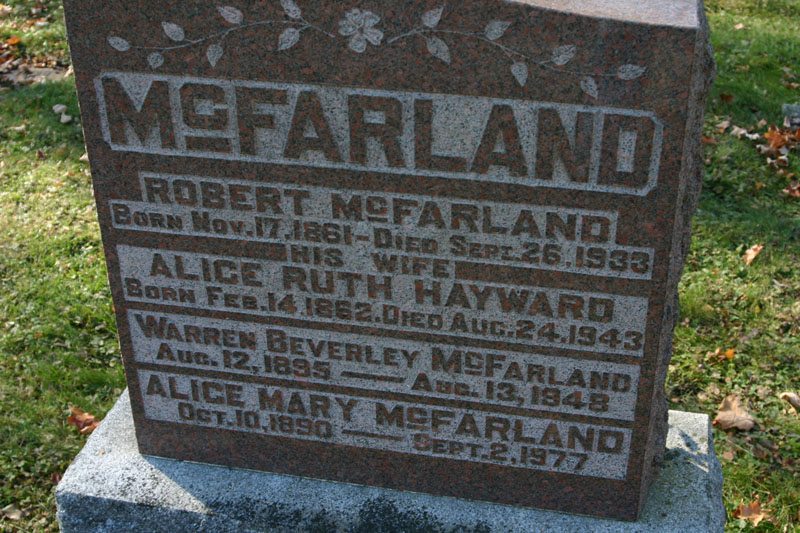 McFARLAND
ROBERT McFARLAND
BORN NOV. 17. 1861 - DIED SEPT. 26. 1933
HIS WIFE
ALICE RUTH HAYWARD
BORN FEB. 14. 1862. DIED AUG. 24. 1943
WARREN BEVERLEY McFARLAND
AUG. 12, 1895 — AUG. 13, 1948
ALICE MARY McFARLAND
OCT. 10. 1890 — SEPT. 2. 1977